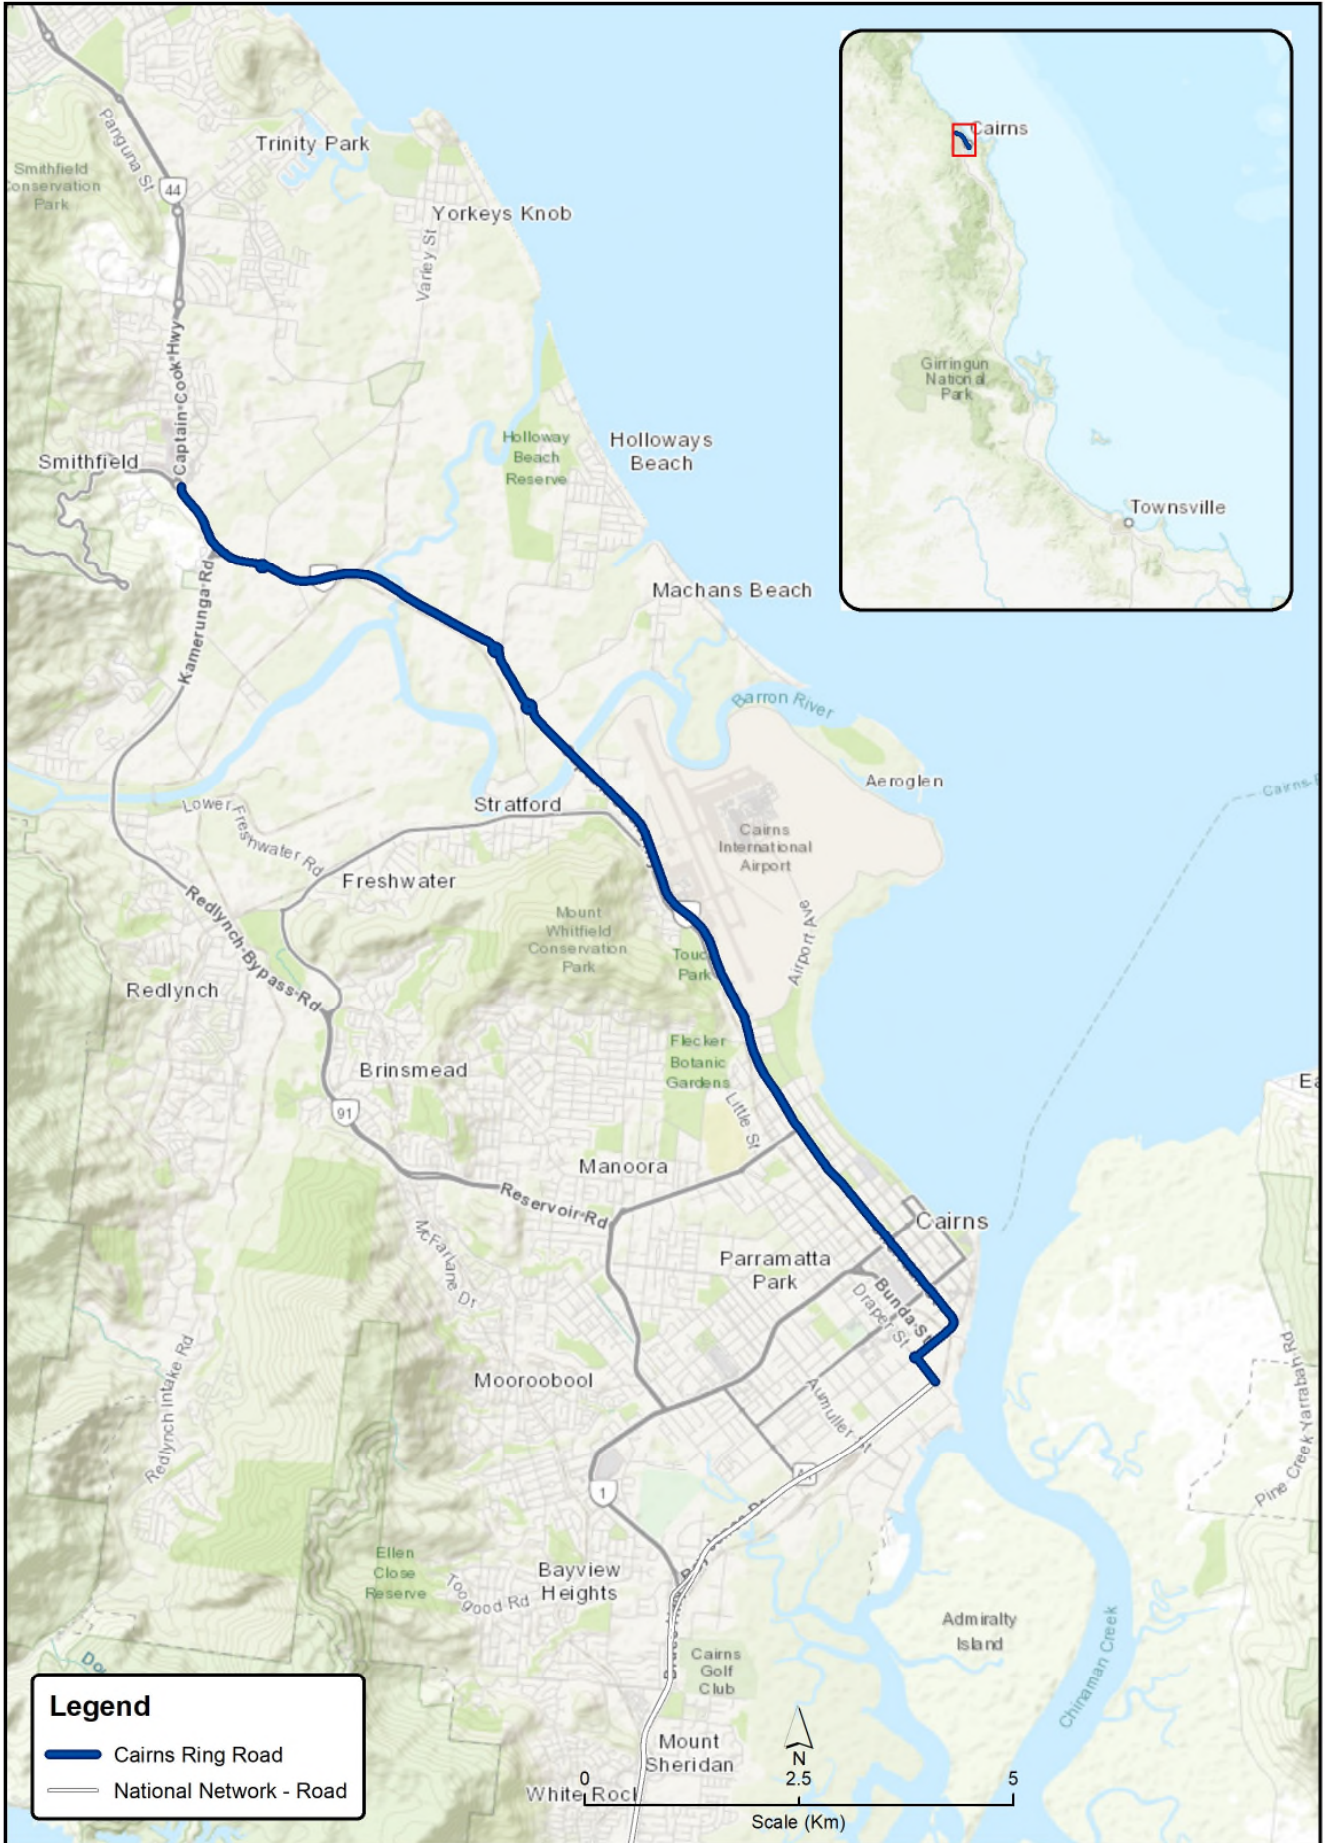 Trinity Park
Panguna St
Smithfield
Conservation
Park
44
Yorkeys Knob
Varley St
Cairns
Girringun
National
Park
Townsville
Captain Cook Hwy
Smithfield
Holloway
Beach
Reserve
Holloways
Beach
Kamerunga Rd
Machans Beach
Barron River
Aeroglen
Stratford
Lower Freshwater Rd
Cairns
International
Airport
Freshwater
Redlynch Bypass Rd
Mount
Whitfield
Conservation
Park
Airport Ave
Park
Redlynch
Flecker
Botanic
Gardens
Brinsmead
Little St
91
Manoora
Reservoir Rd
Cairns
McFarlane Dr
Parramatta
Park
Bunda St
Draper St
Redlynch Intake Rd
Mooroobool
Aumuller St
Pine Creek Yarrabah Rd
1
Ellen
Close
Reserve
Bayview
Heights
Toogood Rd
Admiralty
Island
Chinaman Creek
Cairns
Golf
Club
Mount
Sheridan
White Rock
Legend
Cairns Ring Road
National Network - Road
N
0 2.5 5
Scale (Km)